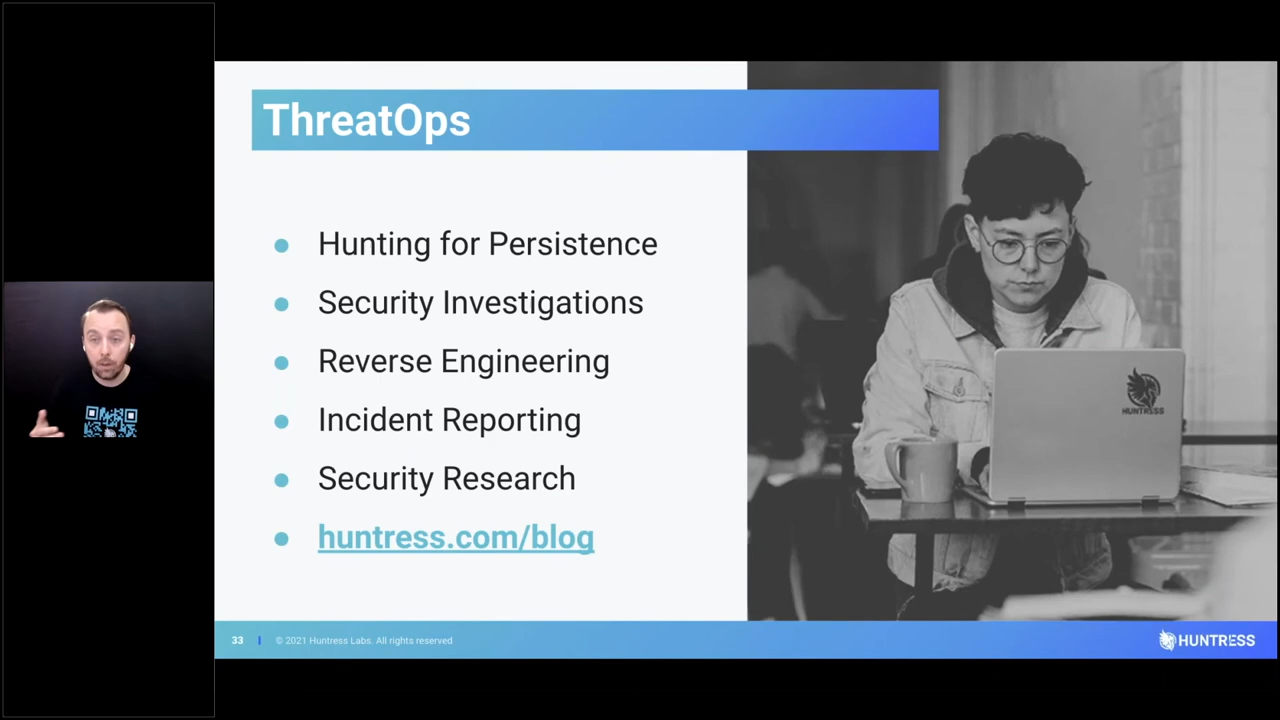 ThreatOps
Hunting for Persistence
Security Investigations
Reverse Engineering
Incident Reporting
Security Research
huntress.com/blog
HUNTRESS
33 | © 2021 Huntress Labs. All rights reserved
HUNTRESS